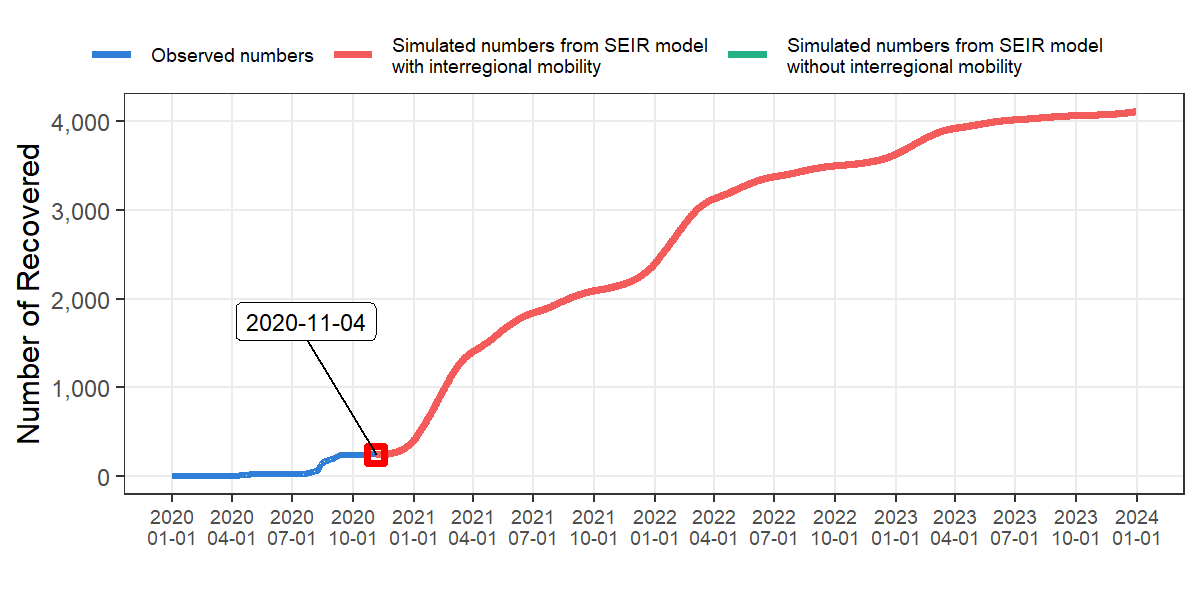 Observed numbers
Simulated numbers from SEIR model
with interregional mobility
Simulated numbers from SEIR model
without interregional mobility
Number of Recovered
4,000
3,000
2,000
1,000
0
2020-11-04
2020 2020 2020 2020 2021 2021 2021 2021 2022 2022 2022 2022 2023 2023 2023 2023 2024
01-01 04-01 07-01 10-01 01-01 04-01 07-01 10-01 01-01 04-01 07-01 10-01 01-01 04-01 07-01 10-01 01-01